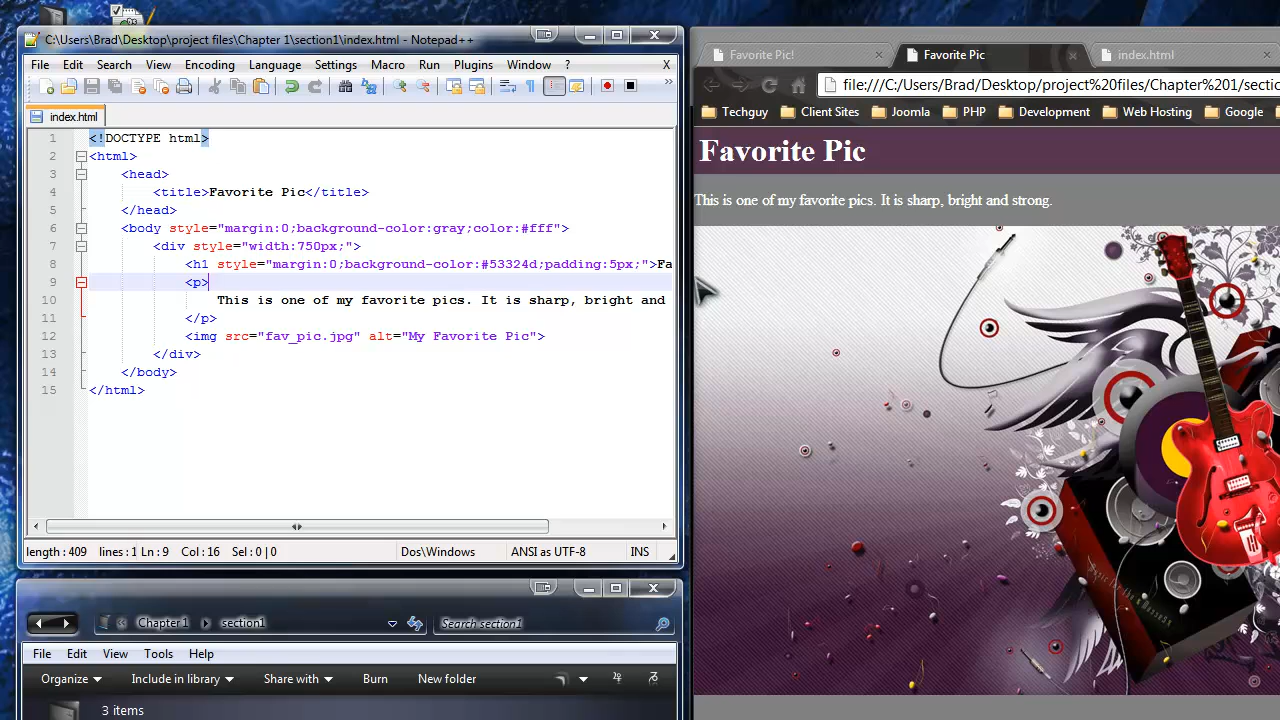 C:\Users\Brad\Desktop\project files\Chapter 1\section1\index.html - Notepad++
File Edit Search View Encoding Language Settings Macro Run Plugins Window ? X
index.html
1 <!DOCTYPE html>
2 <html>
3 <head>
4 <title>Favorite Pic</title>
5 </head>
6 <body style="margin:0;background-color:gray;color:#fff">
7 <div style="width:750px;">
8 <h1 style="margin:0;background-color:#53324d;padding:5px;">Fa
9 <p>
10 This is one of my favorite pics. It is sharp, bright and
11 </p>
12 <img src="fav_pic.jpg" alt="My Favorite Pic">
13 </div>
14 </body>
15 </html>
length : 409 lines : 1 Ln : 9 Col : 16 Sel : 0 | 0 Dos\Windows ANSI as UTF-8 INS
Chapter 1 section1 Search section1
File Edit View Tools Help
Organize Include in library Share with Burn New folder
3 items
Favorite Pic! Favorite Pic index.html
file:///C:/Users/Brad/Desktop/project%20files/Chapter%201/sectio
Techguy Client Sites Joomla PHP Development Web Hosting Google
Favorite Pic
This is one of my favorite pics. It is sharp, bright and strong.